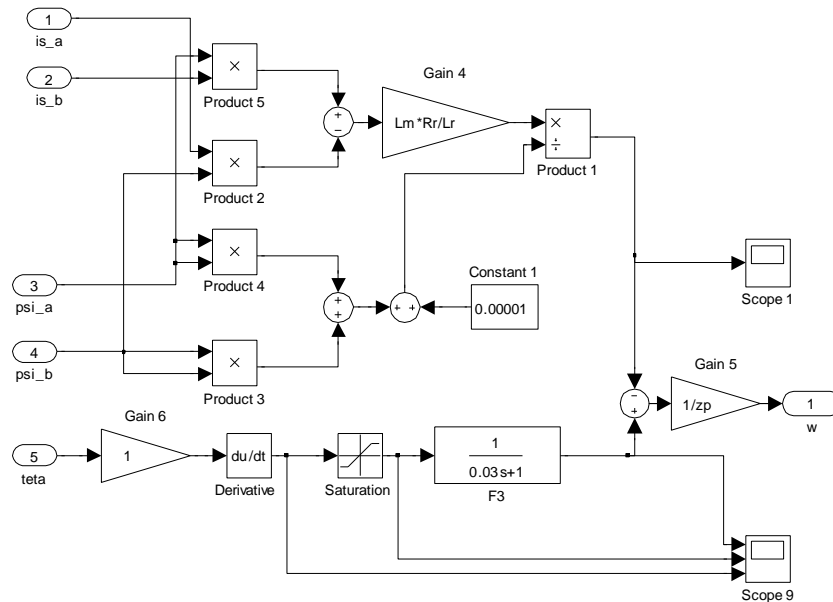 1
is_a
2
is_b
×
Product 5
×
Product 2
+
−
Gain 4
Lm*Rr/Lr
×
÷
Product 1
3
psi_a
4
psi_b
×
Product 4
×
Product 3
+
+
+ +
Constant 1
0.00001
Scope 1
−
+
Gain 5
1/zp
1
w
5
teta
Gain 6
1
du/dt
Derivative
Saturation
1
0.03s+1
F3
Scope 9